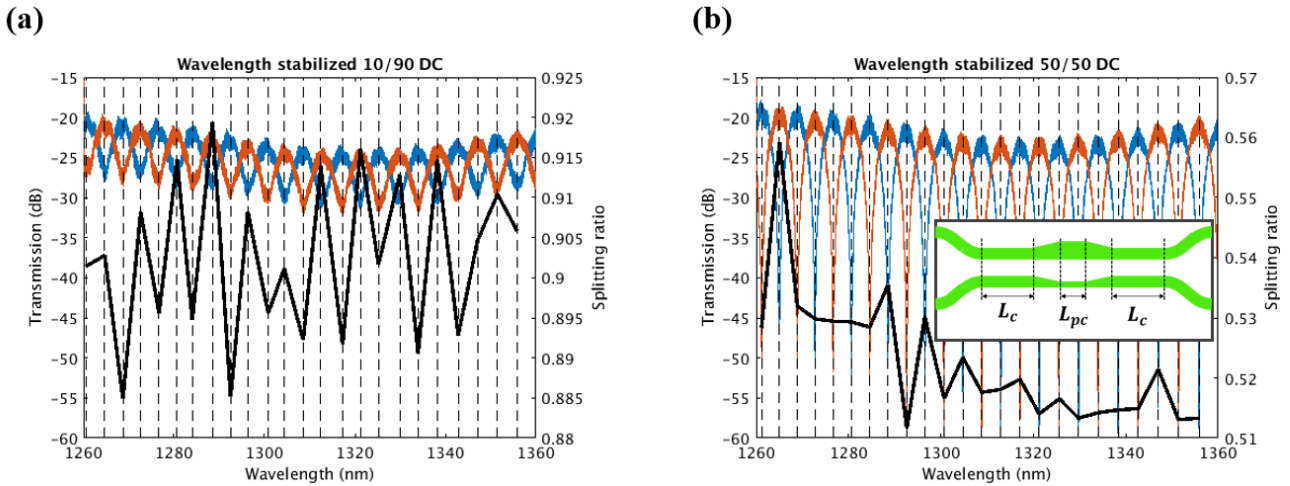 (a)
Wavelength stabilized 10/90 DC
Transmission (dB)
-15
-20
-25
-30
-35
-40
-45
-50
-55
-60
0.925
0.92
0.915
0.91
0.905
0.9
0.895
0.89
0.885
0.88
Splitting ratio
1260 1280 1300 1320 1340 1360
Wavelength (nm)
(b)
Wavelength stabilized 50/50 DC
Transmission (dB)
-15
-20
-25
-30
-35
-40
-45
-50
-55
-60
0.57
0.56
0.55
0.54
0.53
0.52
0.51
Splitting ratio
L_c L_pc L_c
1260 1280 1300 1320 1340 1360
Wavelength (nm)